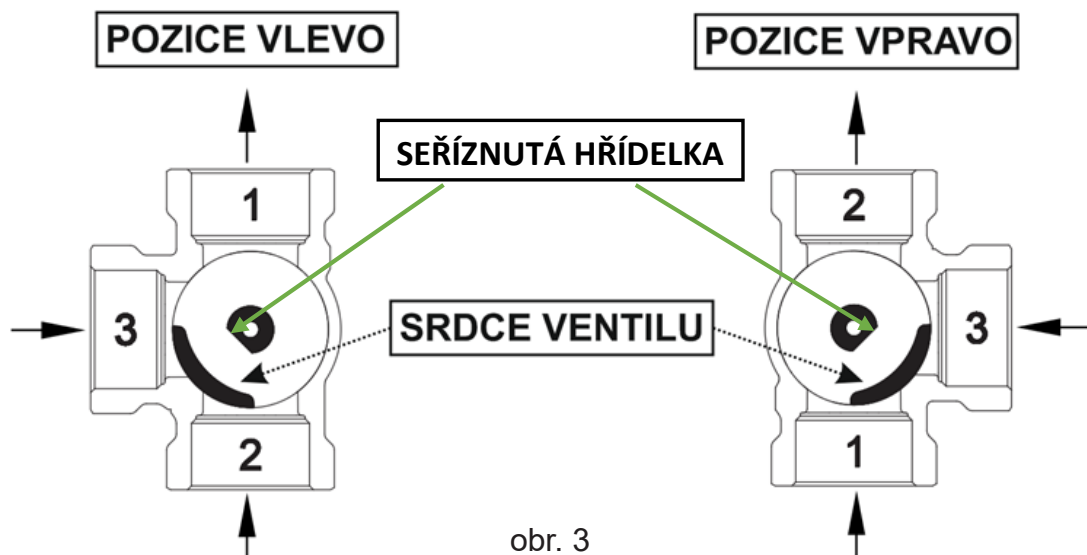 POZICE VLEVO
POZICE VPRAVO
SEŘÍZNUTÁ HŘÍDELKA
1
2
3
SRDCE VENTILU
3
2
1
obr. 3